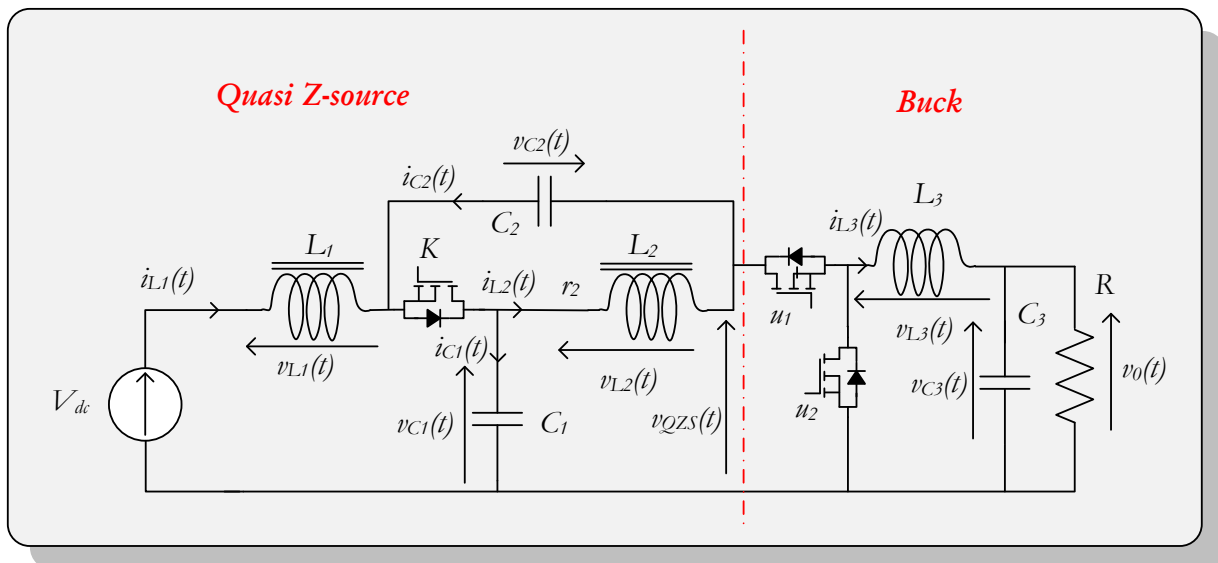 Quasi Z-source
Buck
vC2(t)
iC2(t)
C2
L1
K
iL2(t)
r2
L2
iL1(t)
vL1(t)
iC1(t)
vL2(t)
Vdc
vC1(t)
C1
vQZS(t)
u1
u2
iL3(t)
L3
vL3(t)
C3
R
vC3(t)
v0(t)